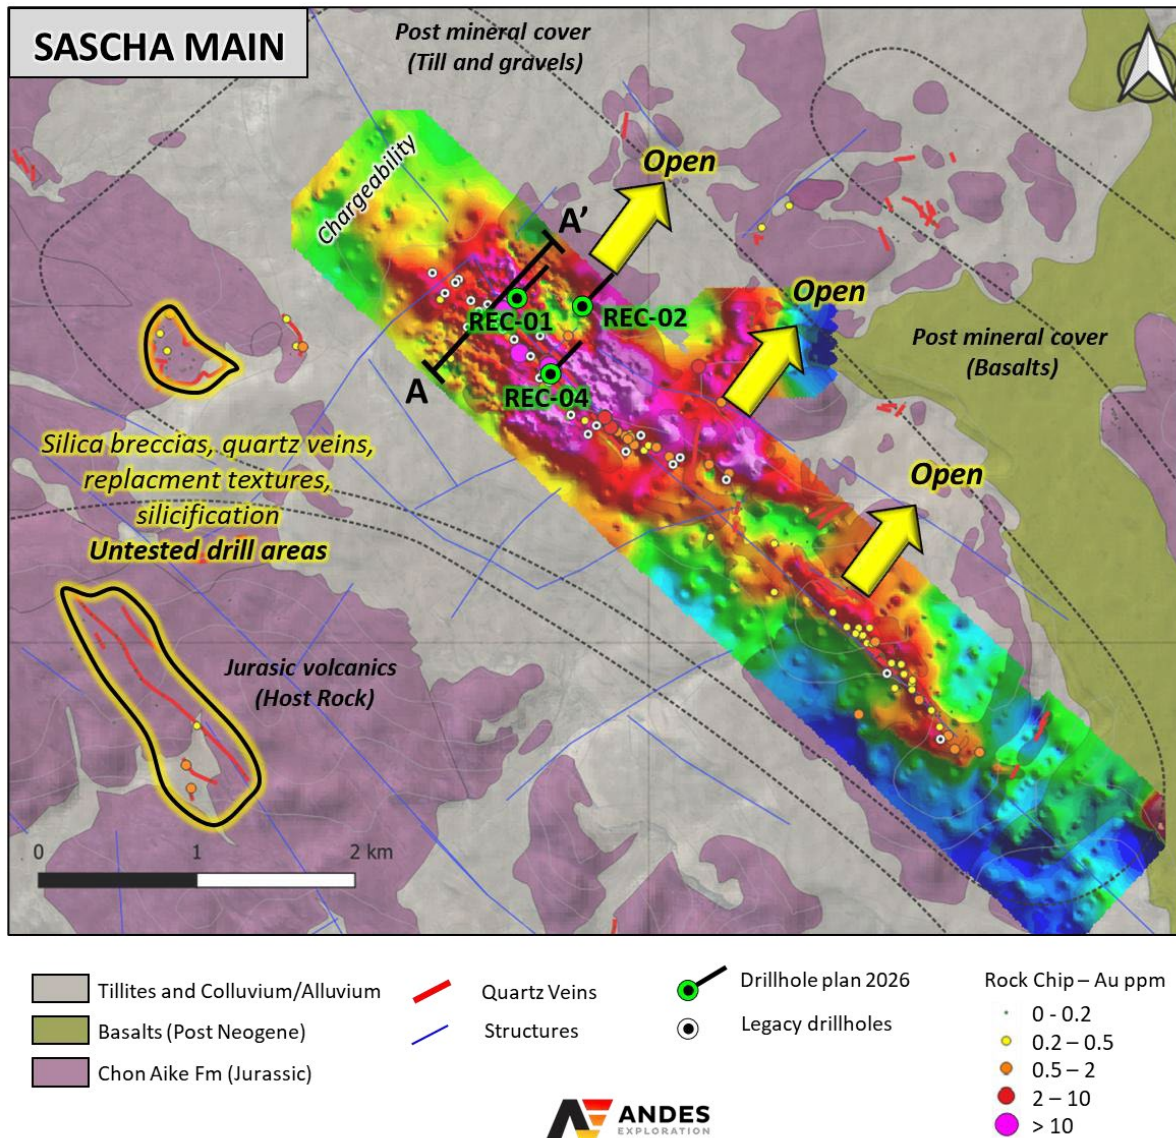 SASCHA MAIN
Post mineral cover
(Till and gravels)
Chargeability
Open
A’
REC-01
REC-02
Open
A
REC-04
Post mineral cover
(Basalts)
Silica breccias, quartz veins,
replacment textures,
silicification
Untested drill areas
Open
Jurasic volcanics
(Host Rock)
0 1 2 km
Tillites and Colluvium/Alluvium
Basalts (Post Neogene)
Chon Aike Fm (Jurassic)
Quartz Veins
Structures
Drillhole plan 2026
Legacy drillholes
Rock Chip – Au ppm
0 - 0.2
0.2 – 0.5
0.5 – 2
2 – 10
> 10
ANDES
EXPLORATION